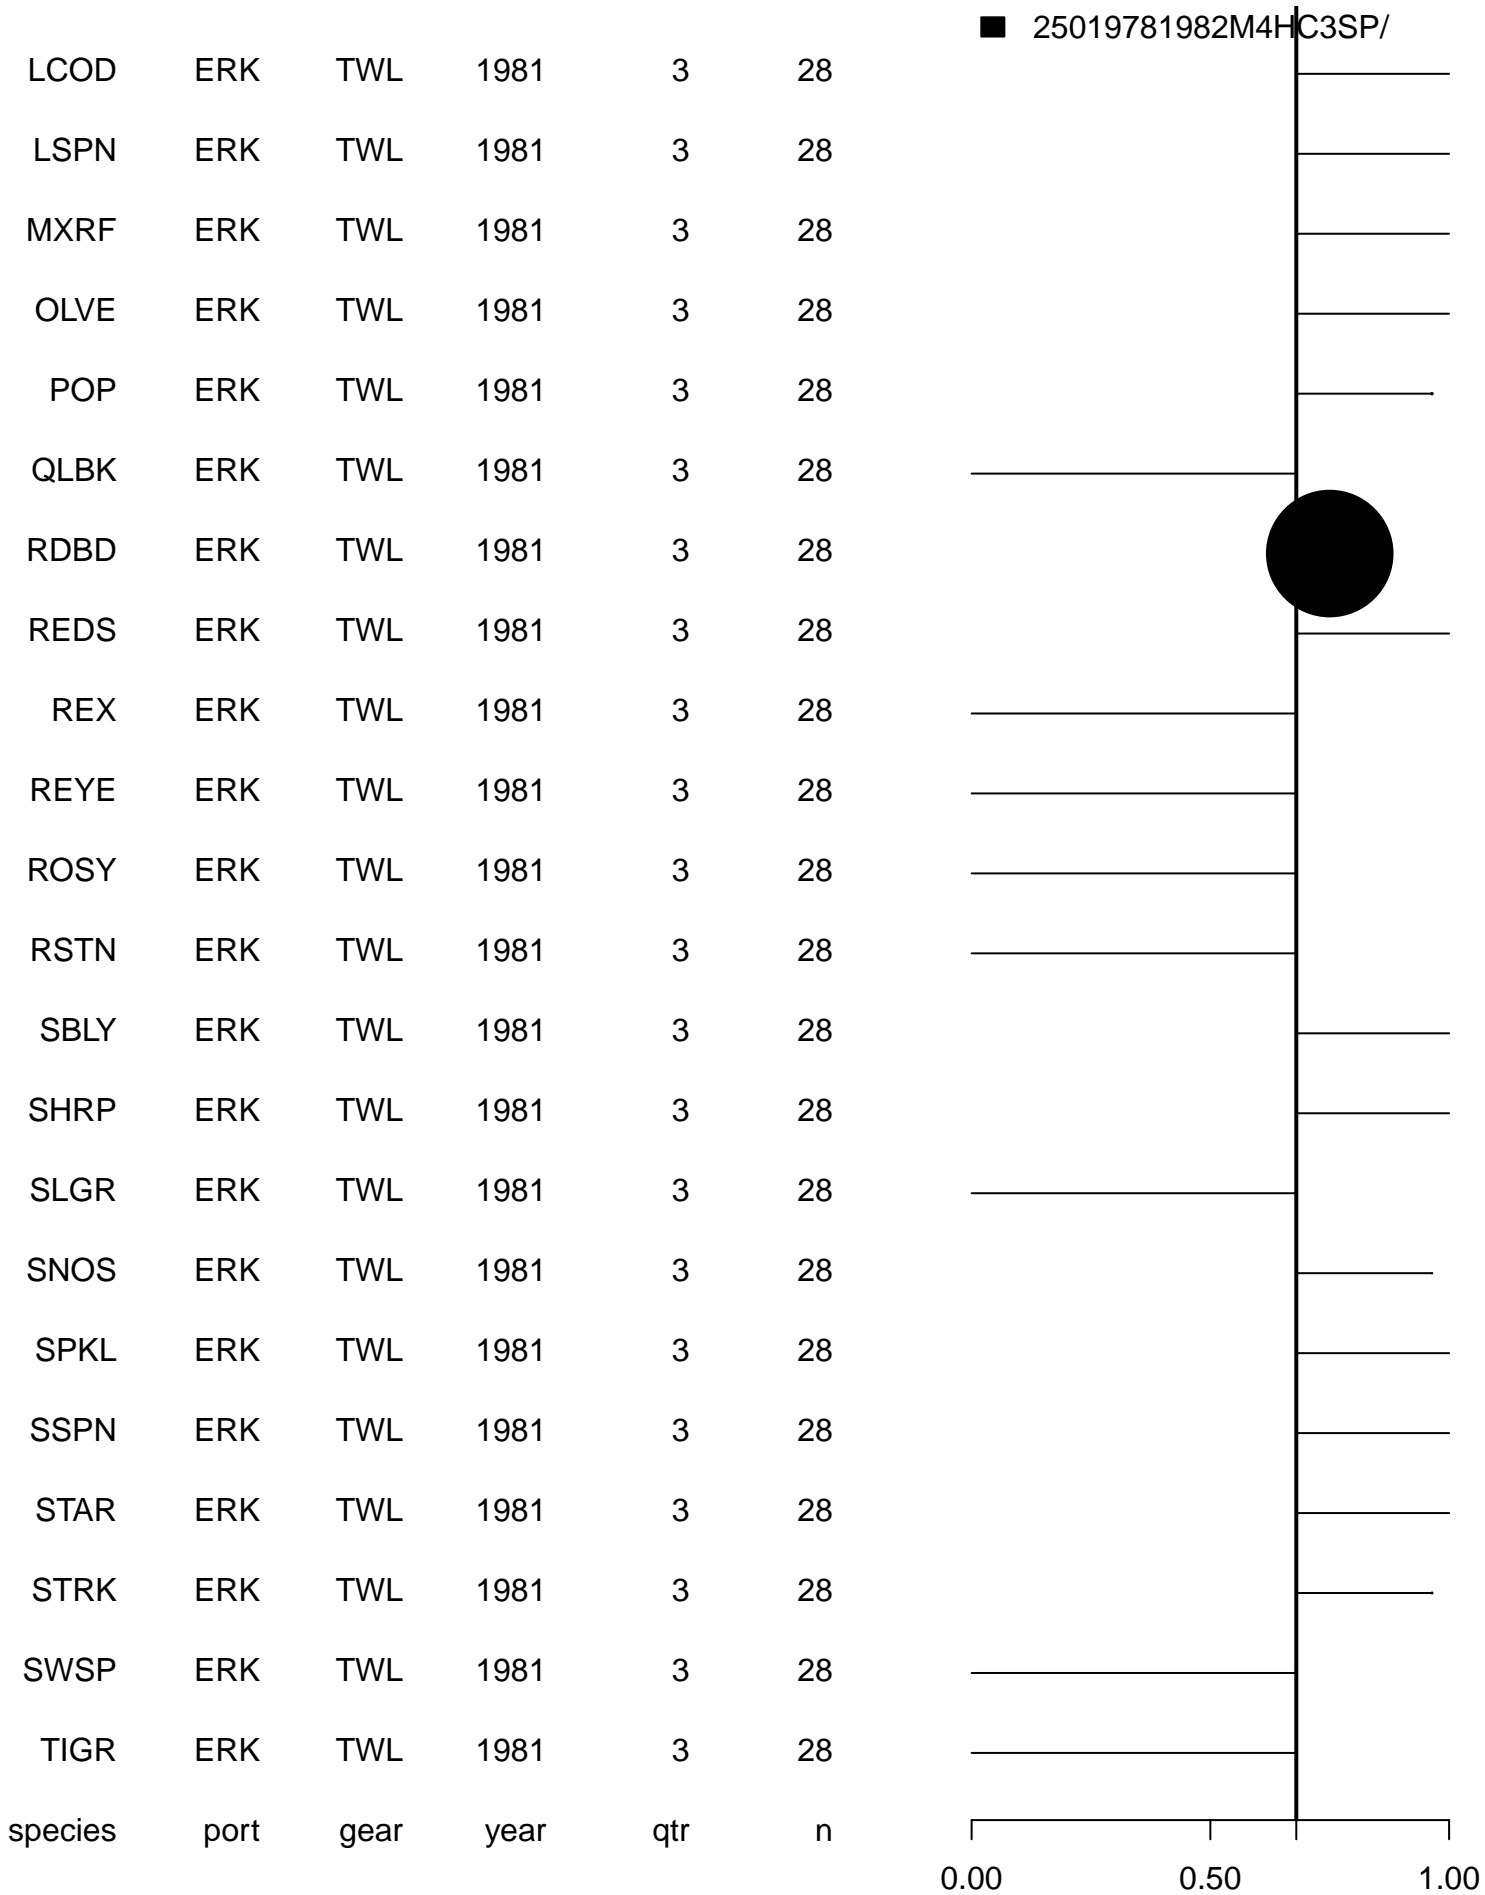 25019781982M4HC3SP/
LCOD ERK TWL 1981 3 28
LSPN ERK TWL 1981 3 28
MXRF ERK TWL 1981 3 28
OLVE ERK TWL 1981 3 28
POP ERK TWL 1981 3 28
QLBK ERK TWL 1981 3 28
RDBD ERK TWL 1981 3 28
REDS ERK TWL 1981 3 28
REX ERK TWL 1981 3 28
REYE ERK TWL 1981 3 28
ROSY ERK TWL 1981 3 28
RSTN ERK TWL 1981 3 28
SBLY ERK TWL 1981 3 28
SHRP ERK TWL 1981 3 28
SLGR ERK TWL 1981 3 28
SNOS ERK TWL 1981 3 28
SPKL ERK TWL 1981 3 28
SSPN ERK TWL 1981 3 28
STAR ERK TWL 1981 3 28
STRK ERK TWL 1981 3 28
SWSP ERK TWL 1981 3 28
TIGR ERK TWL 1981 3 28
species port gear year qtr n
0.00 0.50 1.00